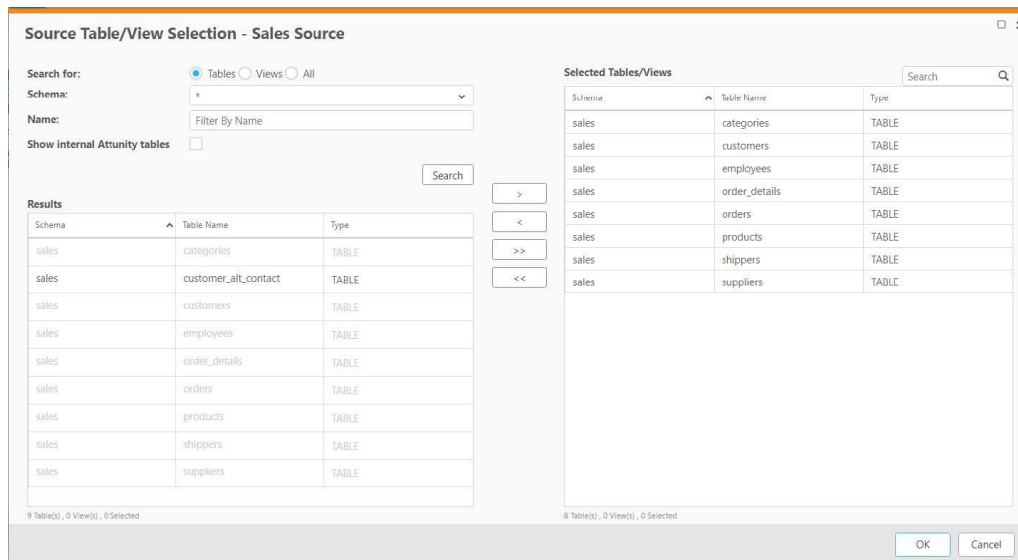 Source Table/View Selection - Sales Source
Search for: Tables Views All
Schema: *
Name: Filter By Name
Show internal Attunity tables
Search
Results
Schema Table Name Type
sales categories TABLE
sales customer_alt_contact TABLE
sales customers TABLE
sales employees TABLE
sales order_details TABLE
sales orders TABLE
sales products TABLE
sales shippers TABLE
sales suppliers TABLE
9 Table(s) , 0 View(s) , 0 Selected
>
<
>>
<<
Selected Tables/Views
Search
Schema Table Name Type
sales categories TABLE
sales customers TABLE
sales employees TABLE
sales order_details TABLE
sales orders TABLE
sales products TABLE
sales shippers TABLE
sales suppliers TABLE
8 Table(s) , 0 View(s) , 0 Selected
OK Cancel